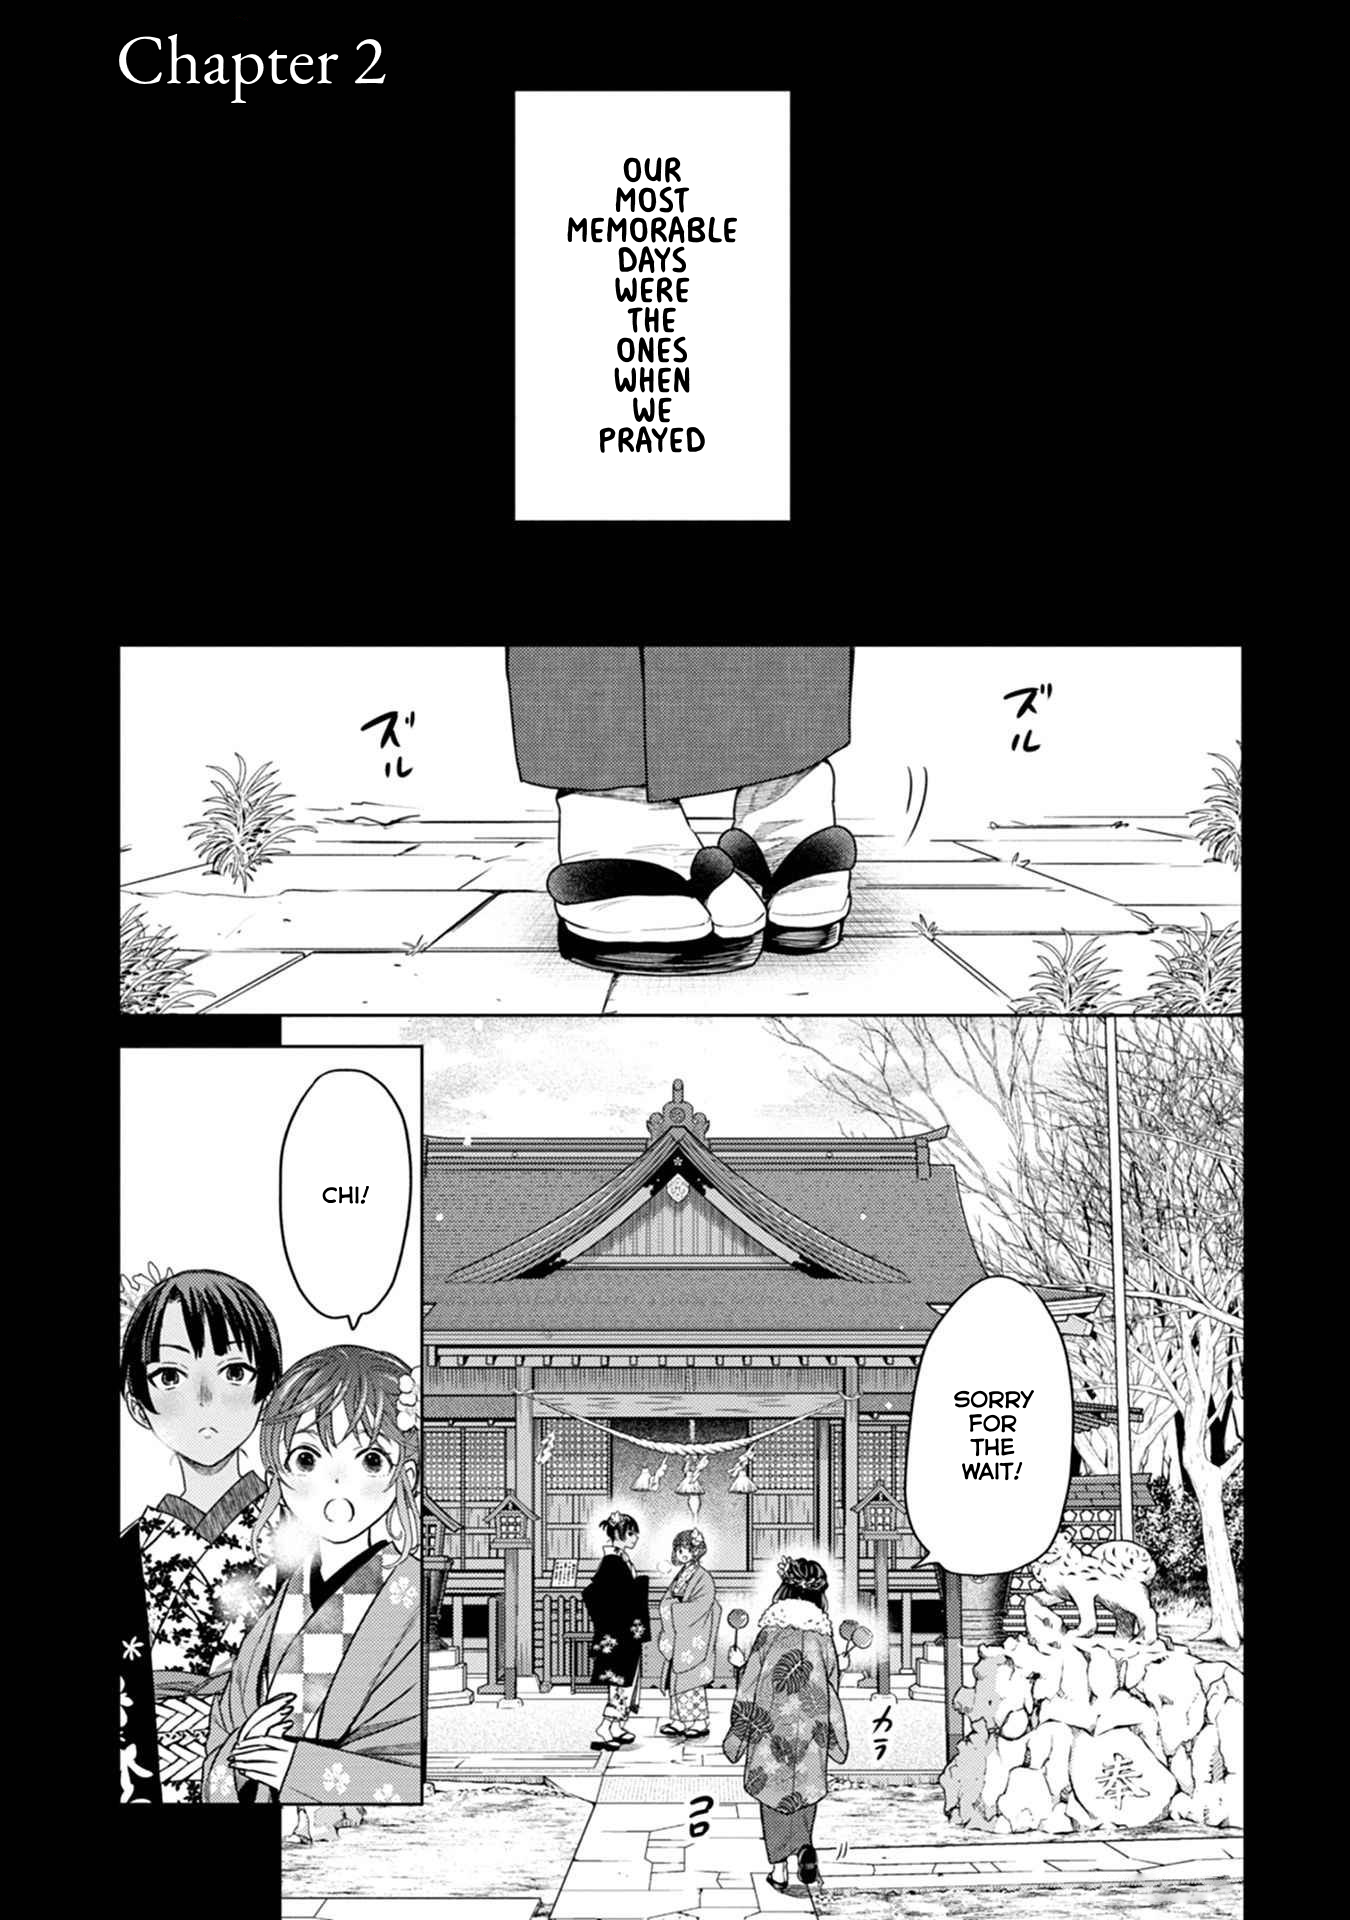 Chapter 2
OUR
MOST
MEMORABLE
DAYS
WERE
THE
ONES
WHEN
WE
PRAYED
ズル
ズル
CHI!
SORRY
FOR
THE
WAIT!
カラ
コロ
奉